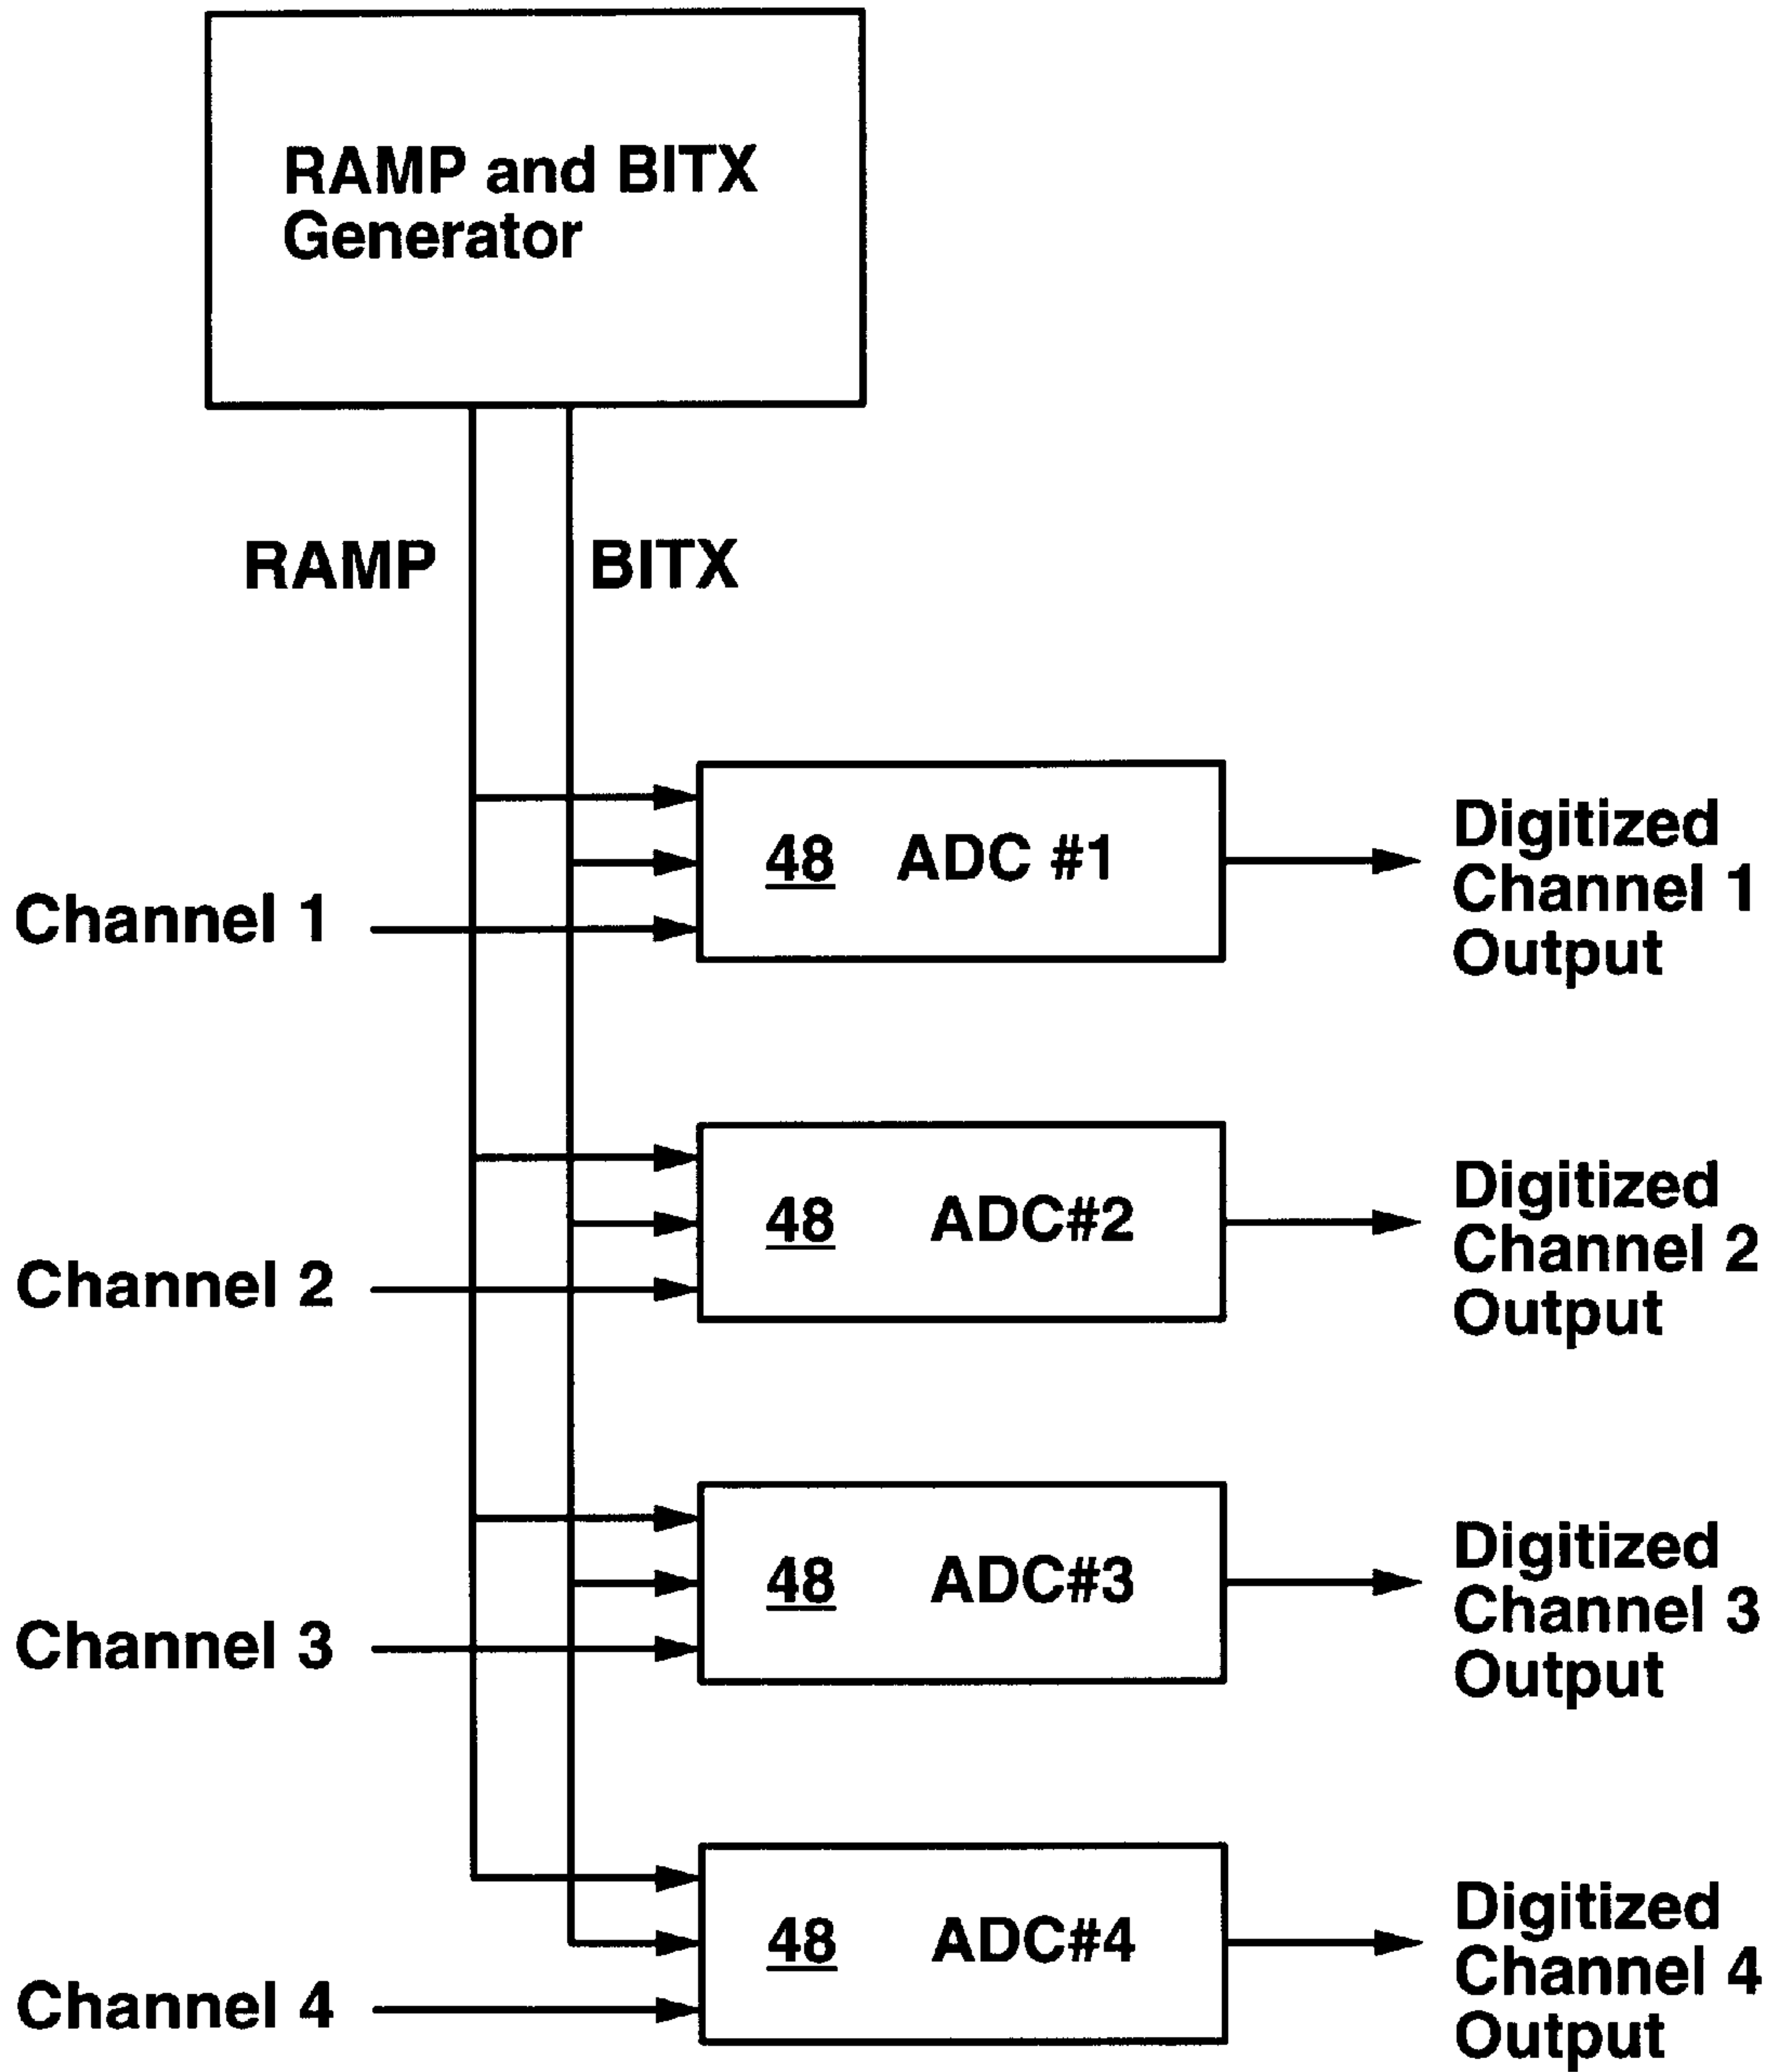 RAMP and BITX
Generator
RAMP
BITX
48 ADC #1
Channel 1
Digitized
Channel 1
Output
48 ADC#2
Channel 2
Digitized
Channel 2
Output
48 ADC#3
Channel 3
Digitized
Channel 3
Output
48 ADC#4
Channel 4
Digitized
Channel 4
Output